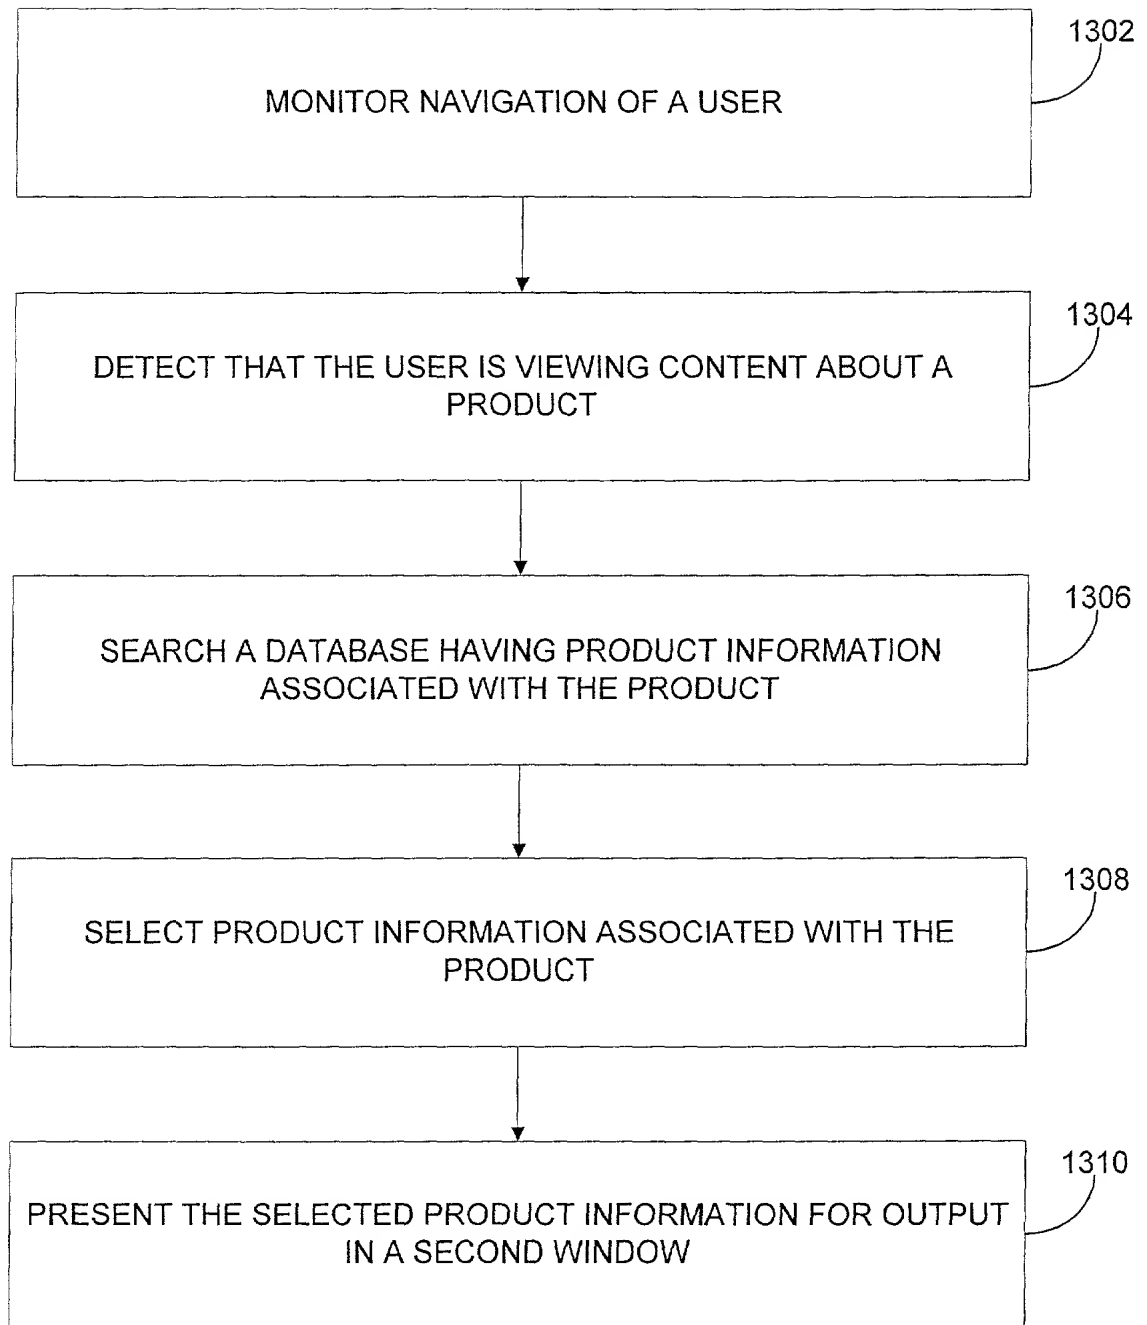 1302
MONITOR NAVIGATION OF A USER
1304
DETECT THAT THE USER IS VIEWING CONTENT ABOUT A
PRODUCT
1306
SEARCH A DATABASE HAVING PRODUCT INFORMATION
ASSOCIATED WITH THE PRODUCT
1308
SELECT PRODUCT INFORMATION ASSOCIATED WITH THE
PRODUCT
1310
PRESENT THE SELECTED PRODUCT INFORMATION FOR OUTPUT
IN A SECOND WINDOW